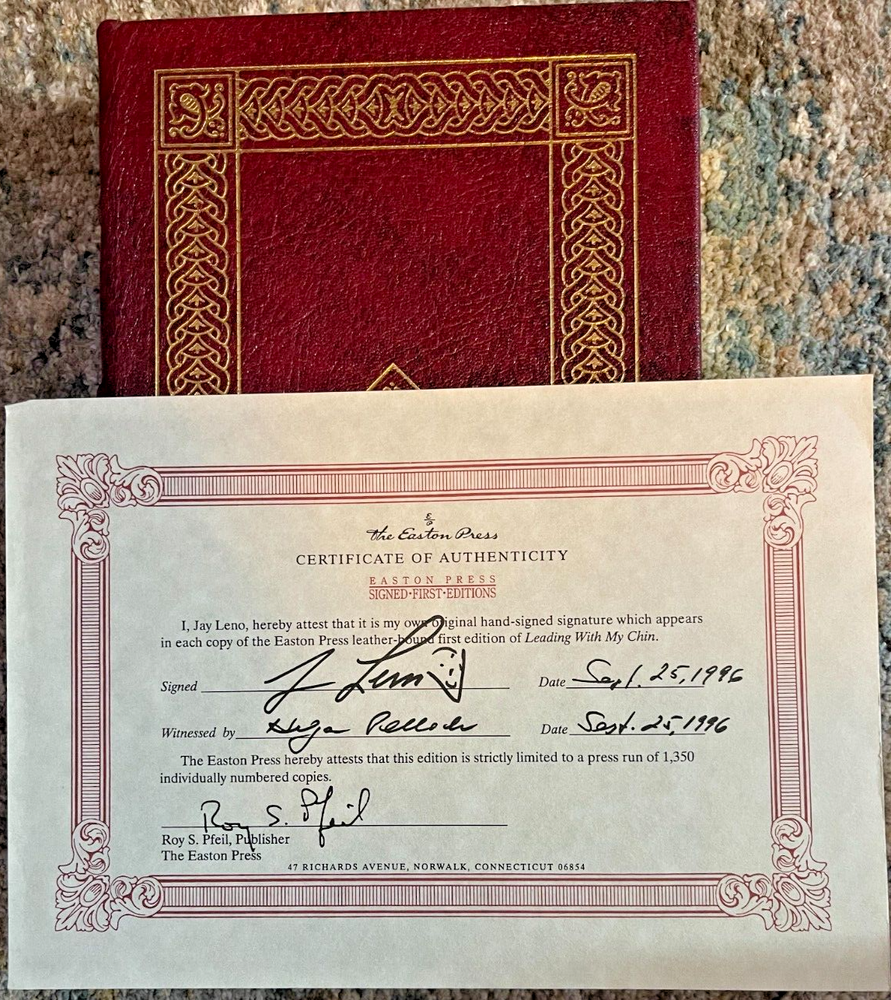 E
P
the Easton Press
CERTIFICATE OF AUTHENTICITY
EASTON PRESS
SIGNED·FIRST·EDITIONS
I, Jay Leno, hereby attest that it is my own original hand-signed signature which appears
in each copy of the Easton Press leather-bound first edition of Leading With My Chin.
Signed Jay Leno Date Sept. 25, 1996
Witnessed by Date Sept. 25, 1996
The Easton Press hereby attests that this edition is strictly limited to a press run of 1,350
individually numbered copies.
Roy S. Pfeil
Roy S. Pfeil, Publisher
The Easton Press
47 RICHARDS AVENUE, NORWALK, CONNECTICUT 06854